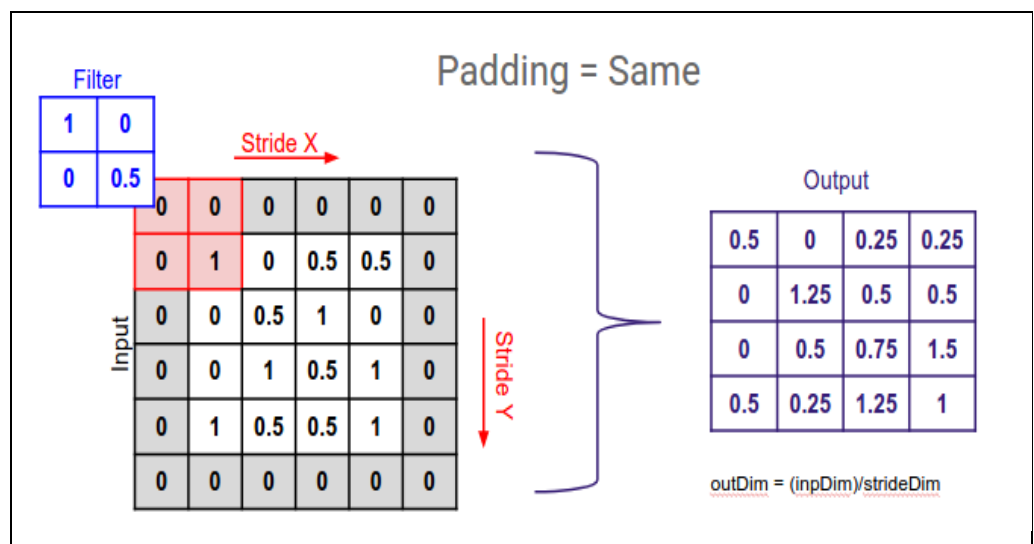 Padding = Same
Filter
1 0
0 0.5
Stride X
Input
0 0 0 0 0 0
0 1 0 0.5 0.5 0
0 0 0.5 1 0 0
0 0 1 0.5 1 0
0 1 0.5 0.5 1 0
0 0 0 0 0 0
Stride Y
Output
0.5 0 0.25 0.25
0 1.25 0.5 0.5
0 0.5 0.75 1.5
0.5 0.25 1.25 1
outDim = (inpDim)/strideDim